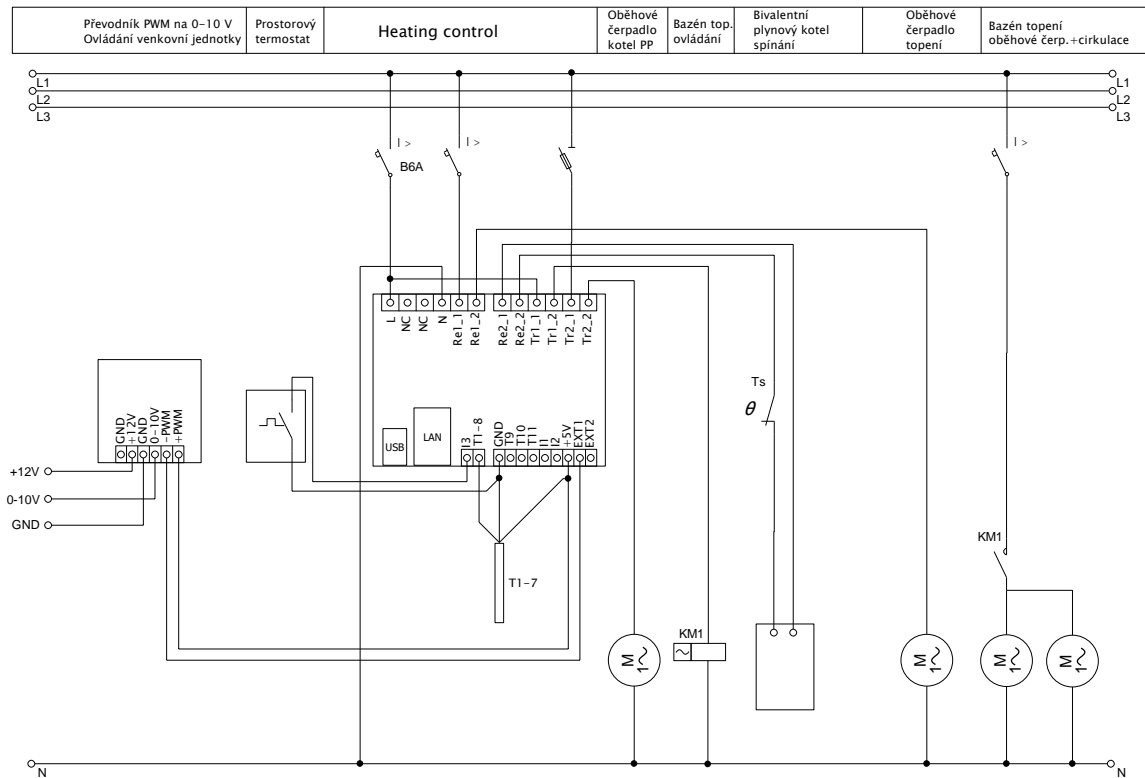 Převodník PWM na 0-10 V
Ovládání venkovní jednotky
Prostorový
termostat
Heating control
Oběhové
čerpadlo
kotel PP
Bazén top.
ovládání
Bivalentní
plynový kotel
spínání
Oběhové
čerpadlo
topení
Bazén topení
oběhové čerp.+cirkulace
L1
L2
L3
L1
L2
L3
I >
B6A
I >
I >
L
NC
NC
N
Re1_1
Re1_2
Re2_1
Re2_2
Tr1_1
Tr1_2
Tr2_1
Tr2_2
USB
LAN
I3
T1-8
GND
T9
T10
T11
I1
I2
+5V
EXT1
EXT2
GND
+12V
GND
0-10V
-PWM
+PWM
+12V
0-10V
GND
Ts
θ
T1-7
KM1
KM1
M
1
M
1
M
1
M
1
N
N